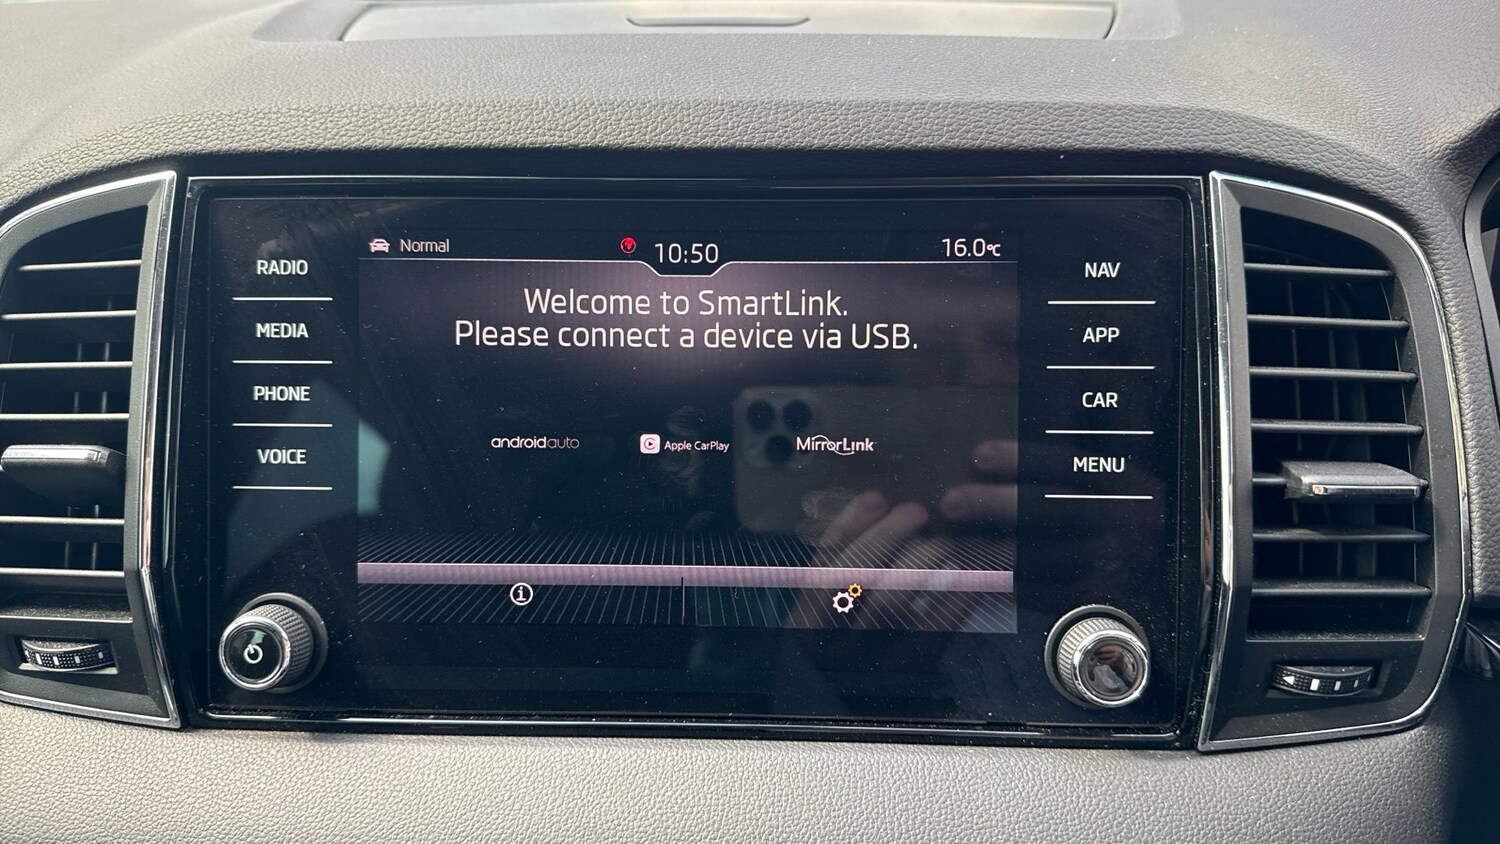 Normal
10:50
16.0°C
RADIO
MEDIA
PHONE
VOICE
Welcome to SmartLink.
Please connect a device via USB.
androidauto
Apple CarPlay
MirrorLink
NAV
APP
CAR
MENU